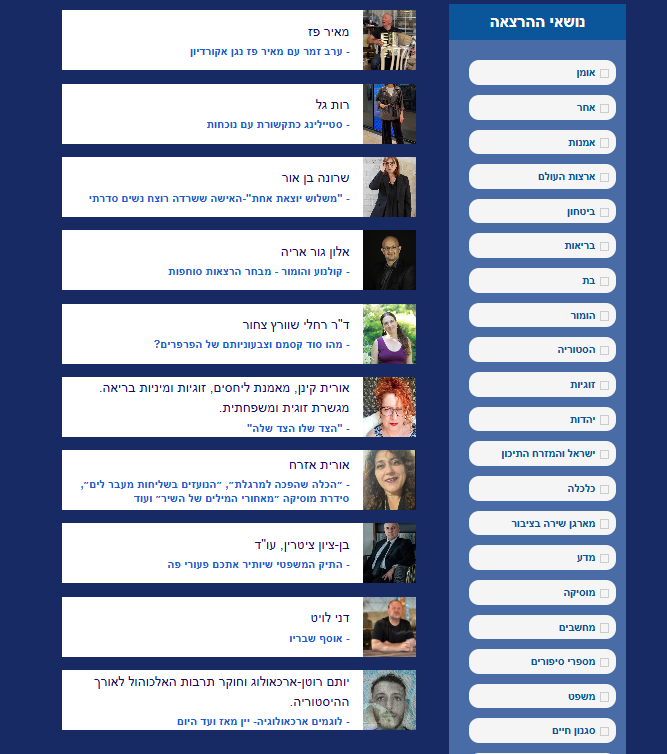 נושאי ההרצאה
אומן
אחר
אמנות
ארצות העולם
ביטחון
בריאות
בת
הומור
הסטוריה
זוגיות
יהדות
ישראל והמזרח התיכון
כלכלה
מארגן שירה בציבור
מדע
מוסיקה
מחשבים
מספרי סיפורים
משפט
סגנון חיים
מאיר פז
- ערב זמר עם מאיר פז נגן אקורדיון
רות גל
- סטיילינג כתקשורת עם נוכחות
שרונה בן אור
- "משלוש יוצאת אחת"-האישה ששרדה רוצח נשים סדרתי
אלון גור אריה
- קולנוע והומור - מבחר הרצאות סוחפות
ד"ר רחלי שוורץ צחור
- מהו סוד קסמם וצבעוניותם של הפרפרים?
אורית קינן, מאמנת ליחסים, זוגיות ומיניות בריאה.
מגשרת זוגית ומשפחתית.
- "הצד שלו הצד שלה"
אורית אזרח
- ״הכלה שהפכה למרגלת״, ״הנועזים בשליחות מעבר לים״,
סידרת מוסיקה ״מאחורי המילים של השיר״ ועוד
בן-ציון ציטרין, עו"ד
- התיק המשפטי שיותיר אתכם פעורי פה
דני לויט
- אוסף שבריו
יותם רוטן-ארכאולוג וחוקר תרבות האלכוהול לאורך
ההיסטוריה.
- לוגמים ארכאולוגיה- יין מאז ועד היום